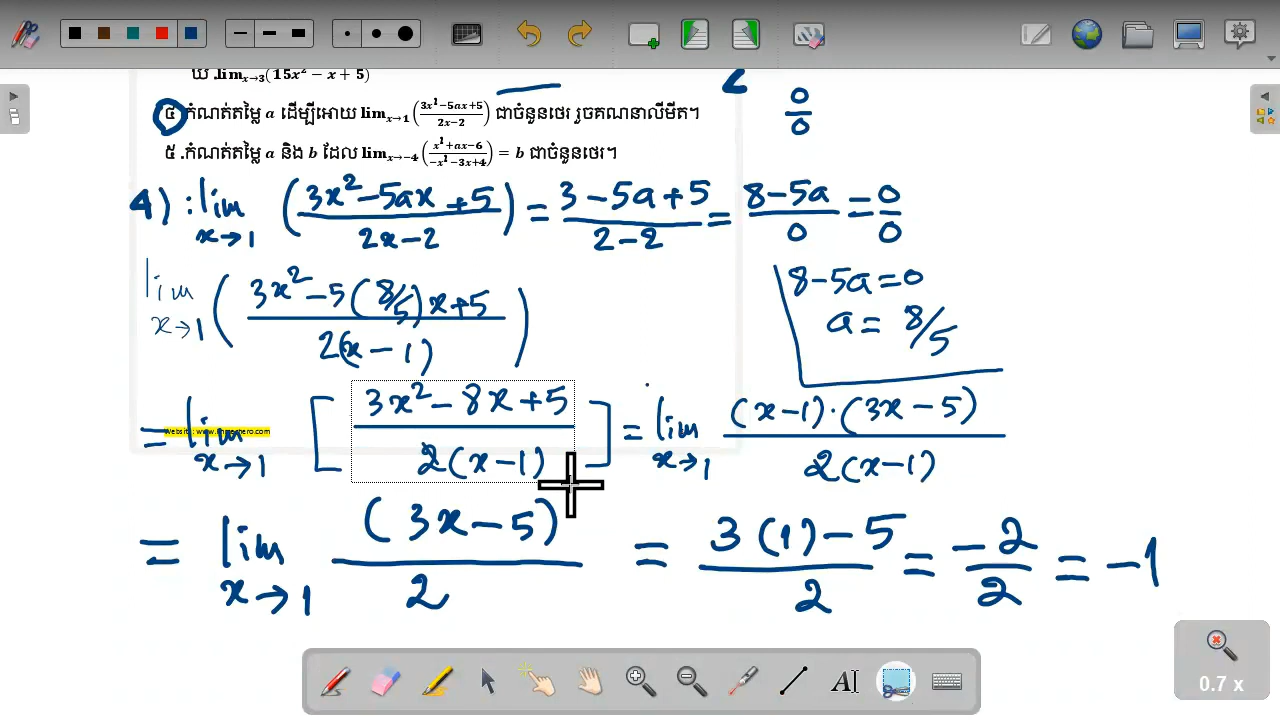 ឃ .lim_{x→3}(15x² − x + 5)
2
0/0
៤ .កំណត់តម្លៃ a ដើម្បីអោយ lim_{x→1} ((3x²−5ax+5)/(2x−2)) ជាចំនួនថេរ រួចគណនាលីមីត។
៥ .កំណត់តម្លៃ a និង b ដែល lim_{x→−4} ((x²+ax−6)/(−x²−3x+4)) = b ជាចំនួនថេរ។
4) : lim_{x→1} ((3x²−5ax+5)/(2x−2)) = (3−5a+5)/(2−2) = (8−5a)/0 = 0/0
lim_{x→1} ((3x²−5(8/5)x+5)/(2(x−1)))
8−5a=0
a = 8/5
= lim_{x→1} [(3x²−8x+5)/(2(x−1))] = lim_{x→1} ((x−1)·(3x−5))/(2(x−1))
= lim_{x→1} (3x−5)/2 = (3(1)−5)/2 = −2/2 = −1
0.7 x